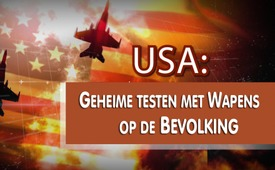 USA:
GEHEIME TESTEN MET WAPENS
OP DE BEVOLKING